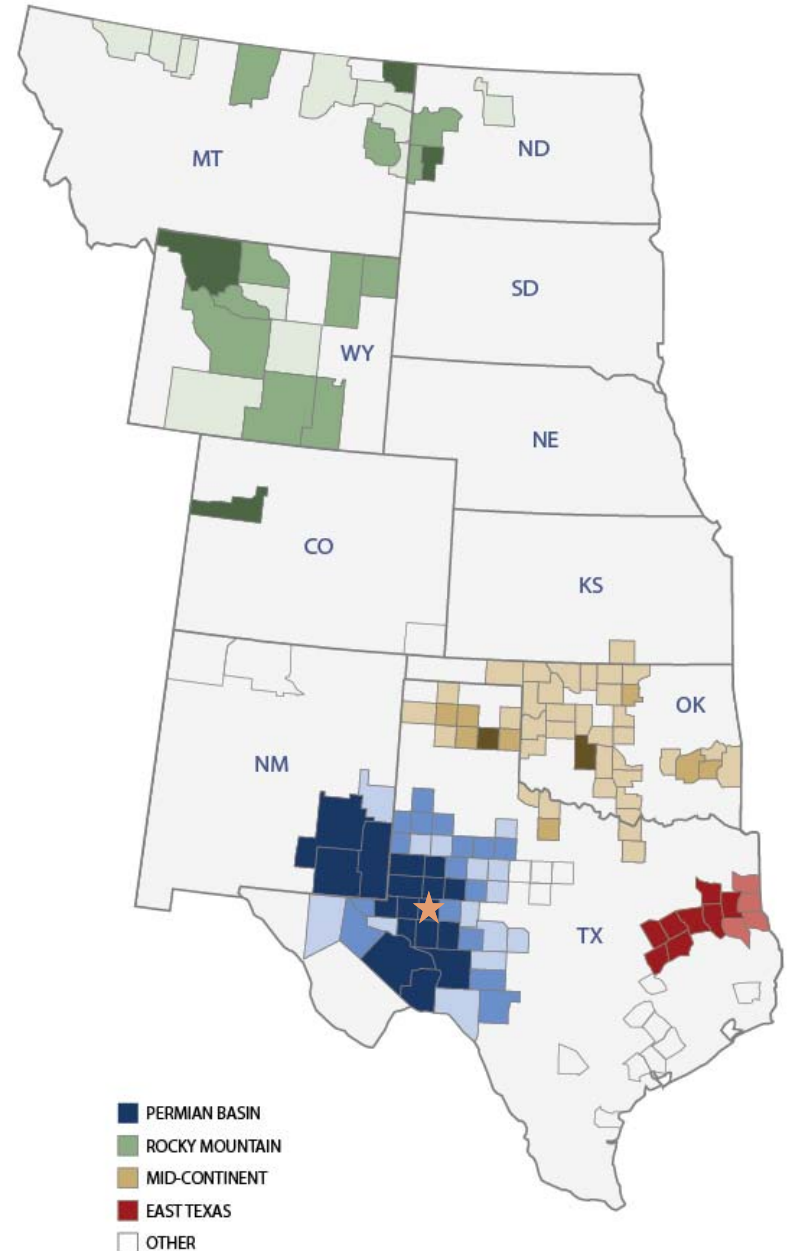 MT
ND
SD
WY
NE
CO
KS
OK
NM
TX
PERMIAN BASIN
ROCKY MOUNTAIN
MID-CONTINENT
EAST TEXAS
OTHER